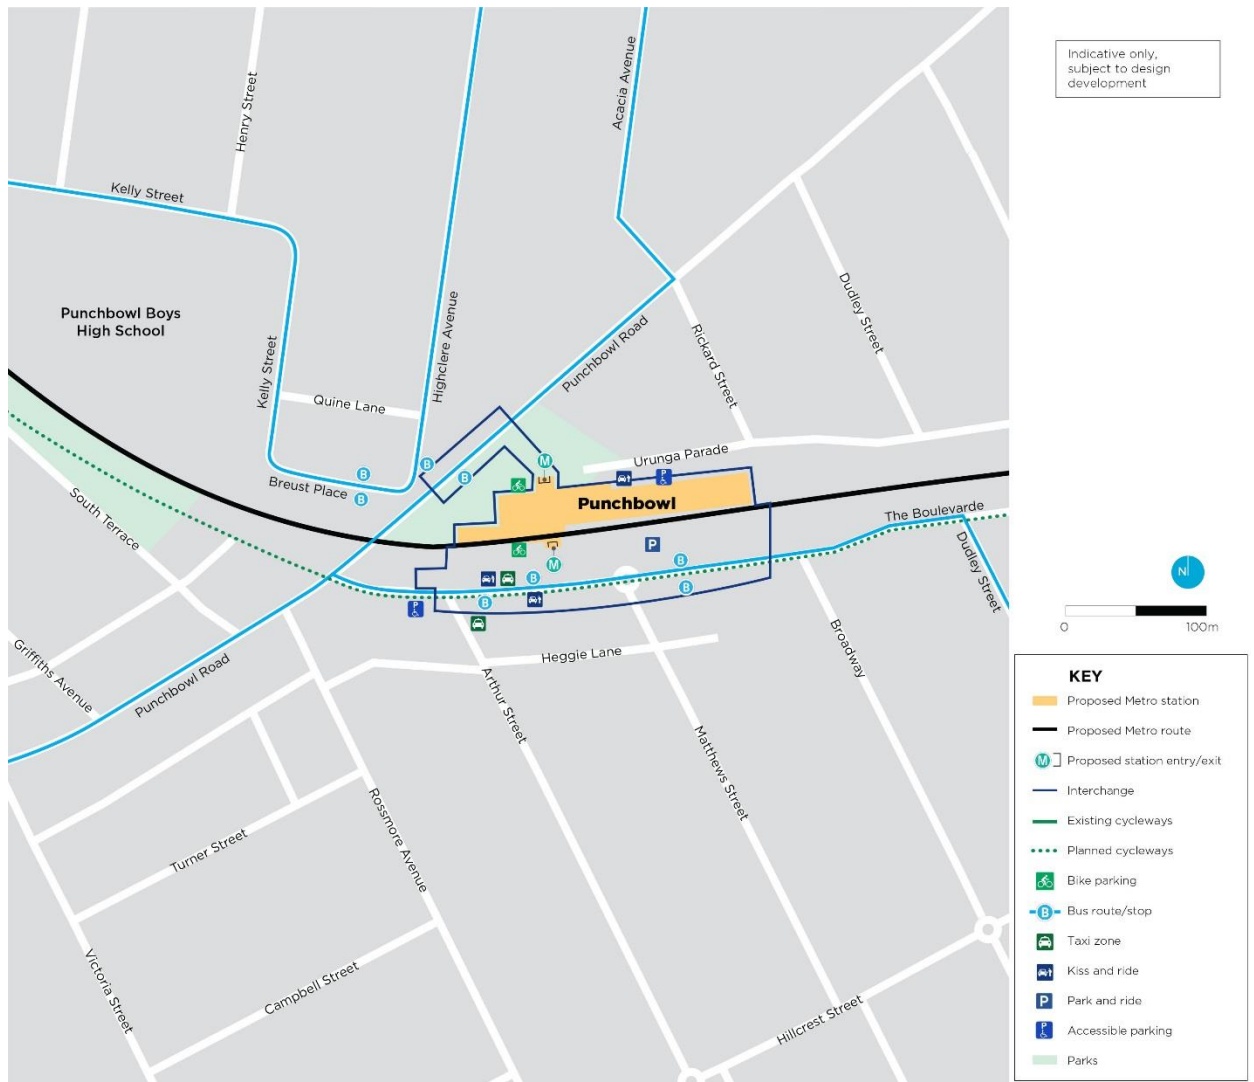 Indicative only,
subject to design
development
Henry Street
Acacia Avenue
Kelly Street
Punchbowl Boys
High School
Kelly Street
Highclere Avenue
Punchbowl Road
Rickard Street
Dudley Street
Quine Lane
Urunga Parade
Breust Place
B
B
B
B
M
P
Punchbowl
South Terrace
The Boulevarde
Dudley Street
P
M
B
B
B
B
P
N
0
100m
Griffiths Avenue
Punchbowl Road
Heggie Lane
Broadway
Arthur Street
Matthews Street
Rossmore Avenue
Turner Street
Victoria Street
Campbell Street
Hillcrest Street
KEY
Proposed Metro station
Proposed Metro route
M Proposed station entry/exit
Interchange
Existing cycleways
Planned cycleways
Bike parking
B Bus route/stop
Taxi zone
Kiss and ride
P Park and ride
P Accessible parking
Parks